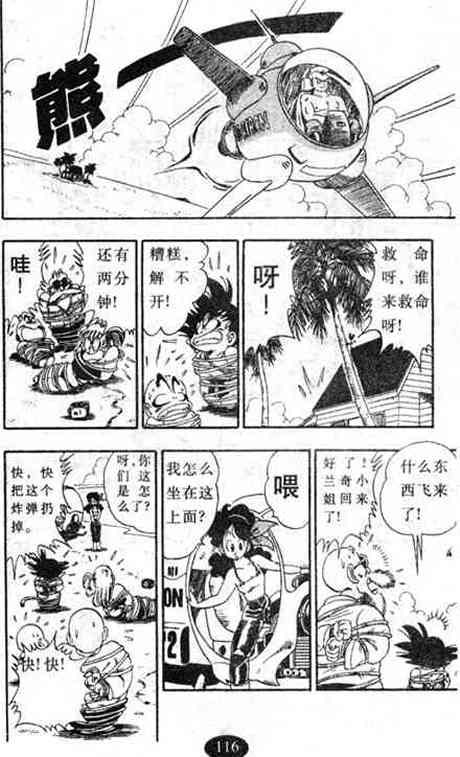 熊
救命
呀，谁
来救命
呀！
呀！
糟糕，
解不
开！
还有
两分
钟！
哇！
什么东
西飞来
了！
好了！小
兰奇
姐回来
了！
喂
我怎么
坐在这
上面？
ON
呀，你
们这
是怎
么了？
快，快
把这个
炸弹扔
掉。
快！快！
116